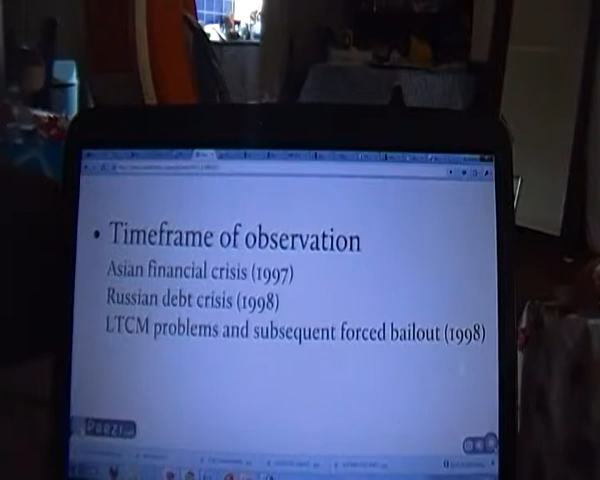 • Timeframe of observation
Asian financial crisis (1997)
Russian debt crisis (1998)
LTCM problems and subsequent forced bailout (1998)
Prezi